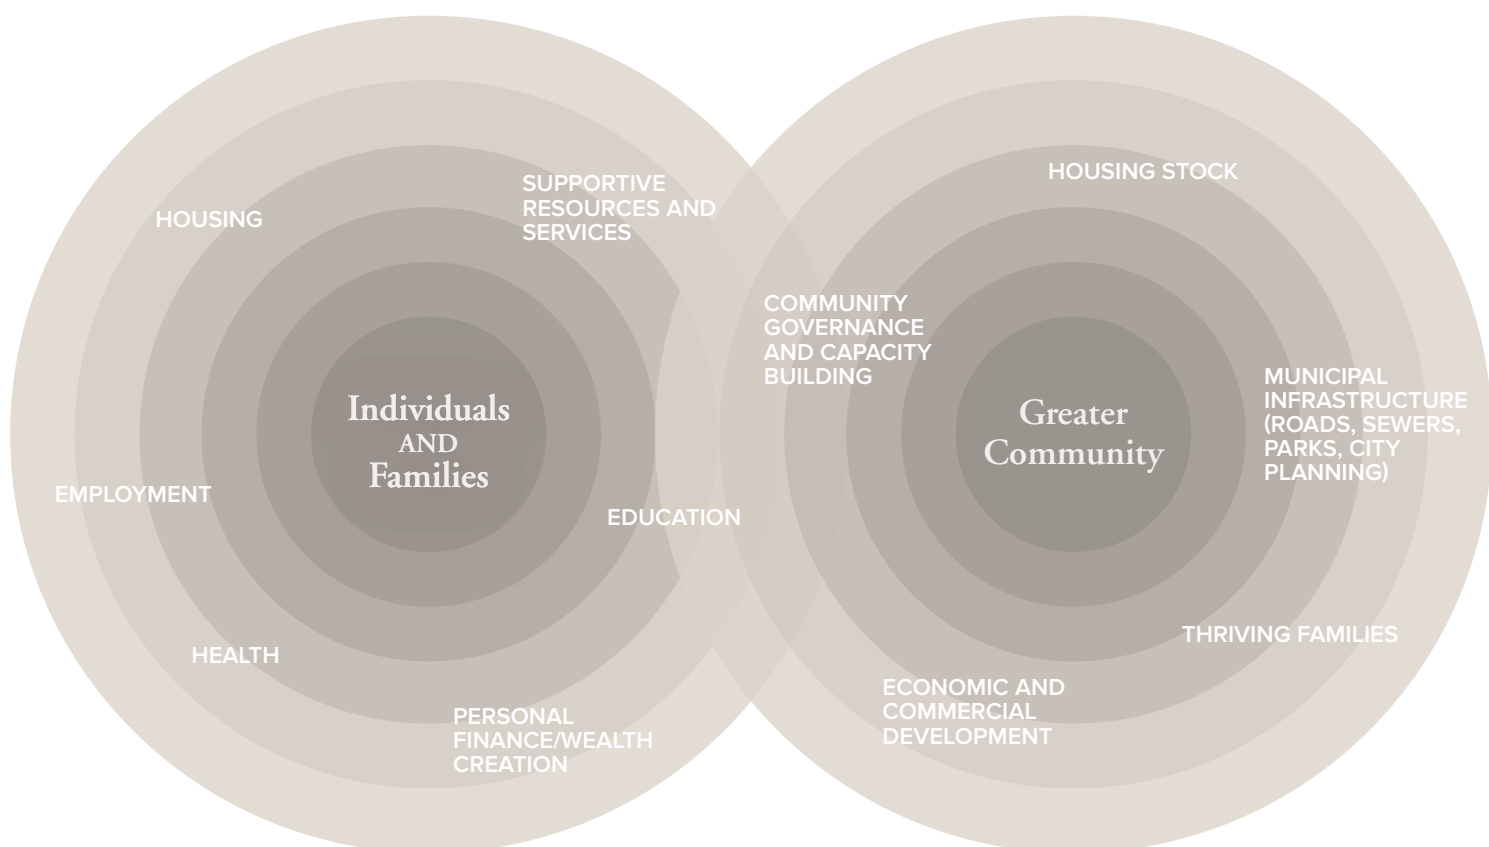 HOUSING
SUPPORTIVE
RESOURCES AND
SERVICES
Individuals
AND
Families
EMPLOYMENT
EDUCATION
HEALTH
PERSONAL
FINANCE/WEALTH
CREATION
HOUSING STOCK
COMMUNITY
GOVERNANCE
AND CAPACITY
BUILDING
Greater
Community
MUNICIPAL
INFRASTRUCTURE
(ROADS, SEWERS,
PARKS, CITY
PLANNING)
THRIVING FAMILIES
ECONOMIC AND
COMMERCIAL
DEVELOPMENT